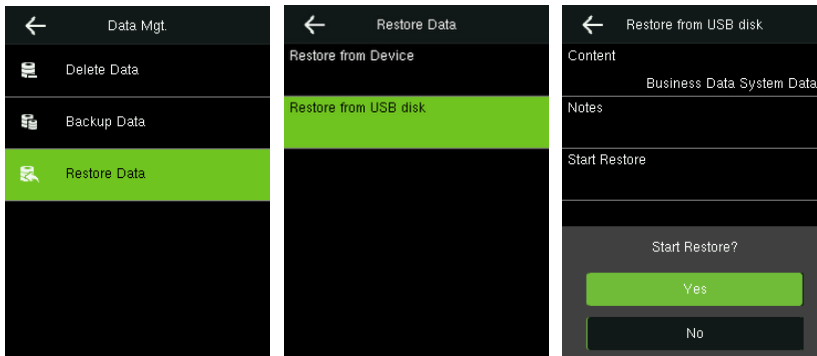 Data Mgt.
Delete Data
Backup Data
Restore Data
Restore Data
Restore from Device
Restore from USB disk
Restore from USB disk
Content
Business Data System Data
Notes
Start Restore
Start Restore?
Yes
No